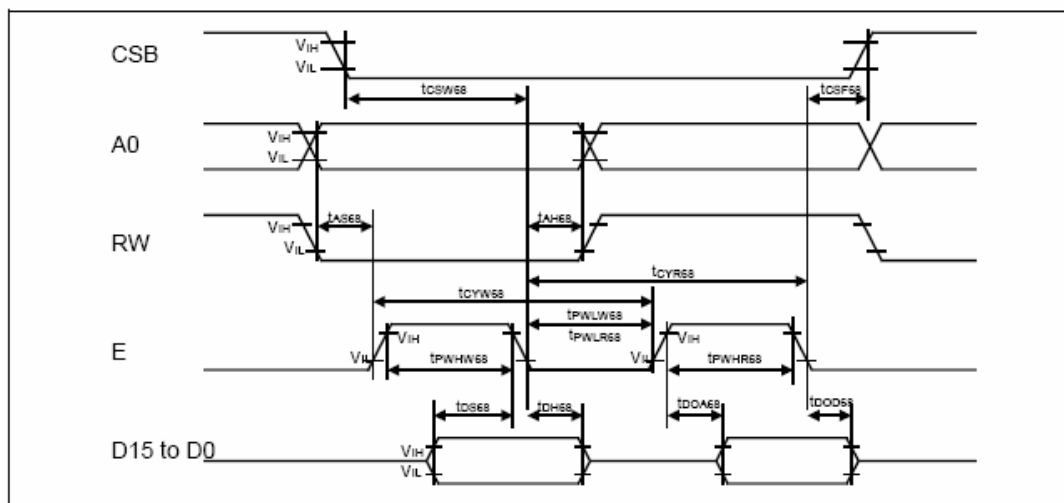 CSB
VIH
VIL
tCSW68
tCSF68
A0
VIH
VIL
tAS68
tAH68
RW
VIH
VIL
tCYR68
tCYW68
tPWLW68
tPWLR68
E
VIL
VIH
tPWHW68
VIL
VIH
tPWHR68
tDS68
tDH68
tDOA68
tDOD68
D15 to D0
VIH
VIL